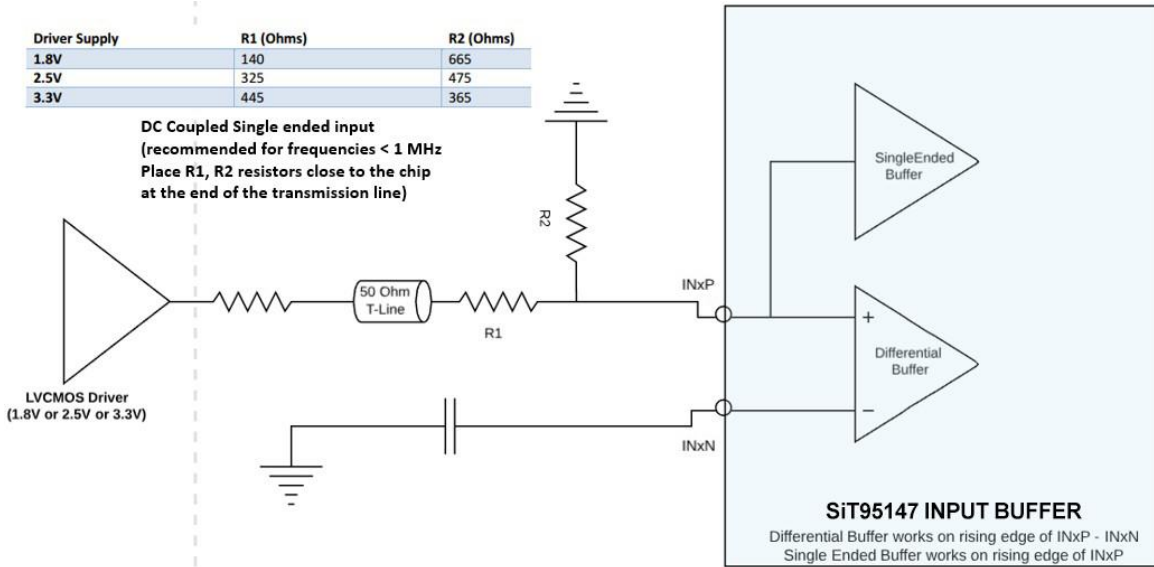 Driver Supply R1 (Ohms) R2 (Ohms)
1.8V 140 665
2.5V 325 475
3.3V 445 365
DC Coupled Single ended input
(recommended for frequencies < 1 MHz
Place R1, R2 resistors close to the chip
at the end of the transmission line)
SingleEnded
Buffer
R2
INxP
50 Ohm
T-Line
R1
+
Differential
Buffer
−
LVCMOS Driver
(1.8V or 2.5V or 3.3V)
INxN
SiT95147 INPUT BUFFER
Differential Buffer works on rising edge of INxP - INxN
Single Ended Buffer works on rising edge of INxP